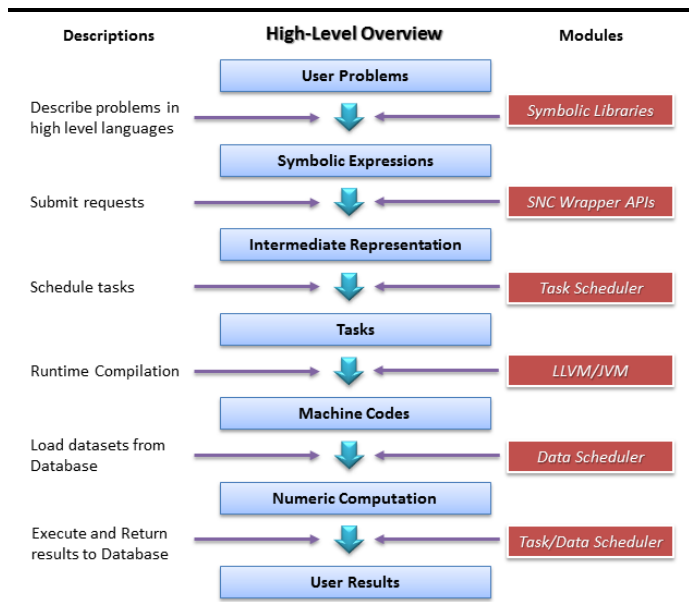 Descriptions
High-Level Overview
Modules
User Problems
Describe problems in
high level languages
Symbolic Libraries
Symbolic Expressions
Submit requests
SNC Wrapper APIs
Intermediate Representation
Schedule tasks
Task Scheduler
Tasks
Runtime Compilation
LLVM/JVM
Machine Codes
Load datasets from
Database
Data Scheduler
Numeric Computation
Execute and Return
results to Database
Task/Data Scheduler
User Results